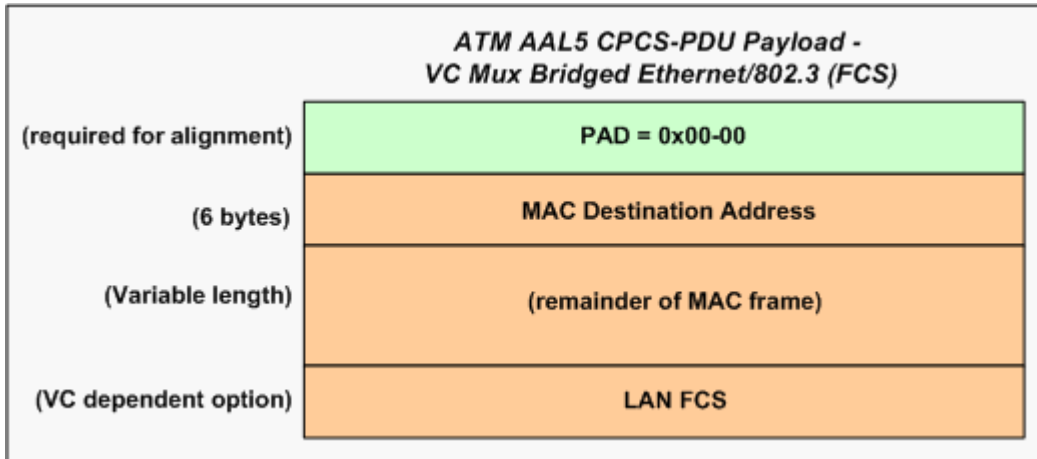 ATM AAL5 CPCS-PDU Payload -
VC Mux Bridged Ethernet/802.3 (FCS)
(required for alignment) PAD = 0x00-00
(6 bytes) MAC Destination Address
(Variable length) (remainder of MAC frame)
(VC dependent option) LAN FCS